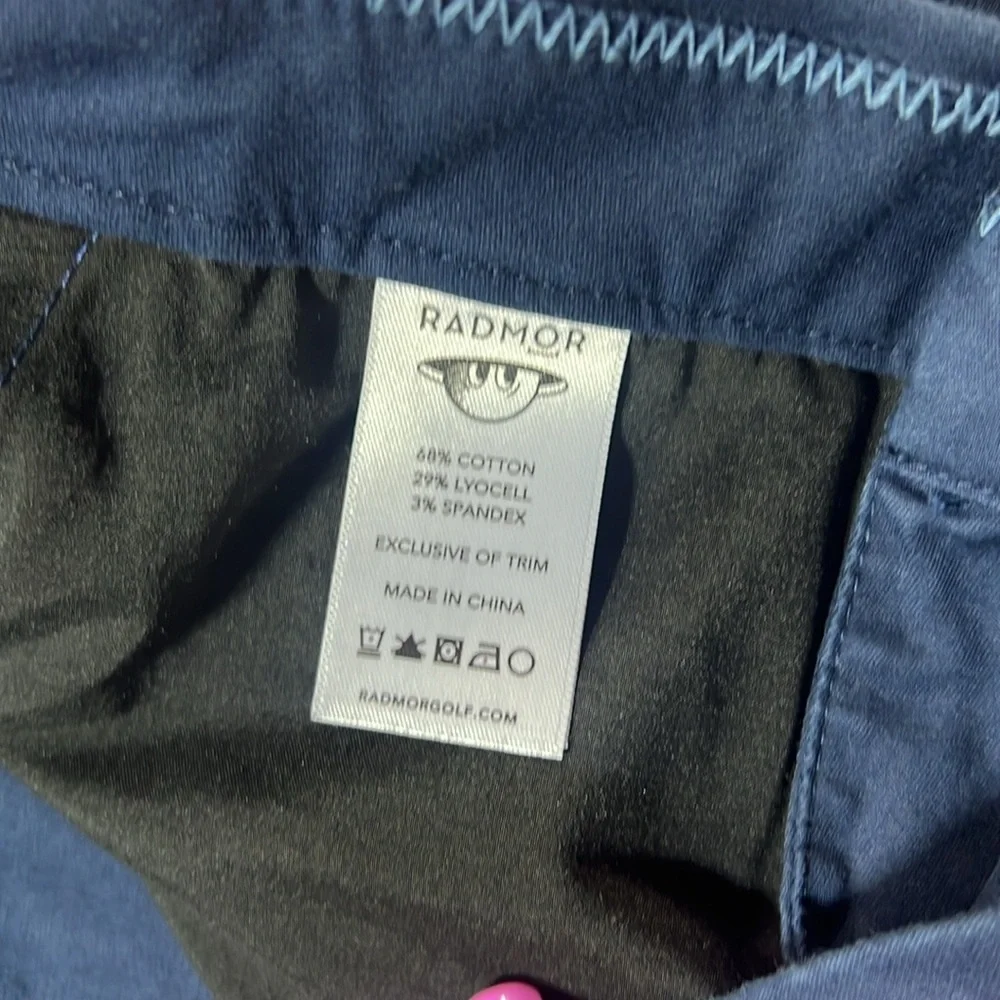 RADMOR
68% COTTON
29% LYOCELL
3% SPANDEX
EXCLUSIVE OF TRIM
MADE IN CHINA
RADMORGOLF.COM